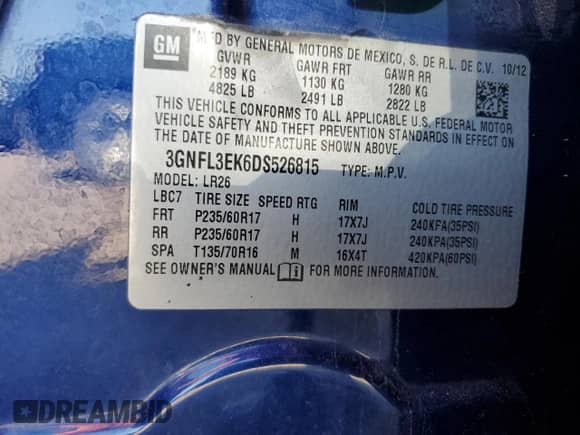 GM
MFD BY GENERAL MOTORS DE MEXICO, S. DE R.L. DE C.V. 10/12
GVWR GAWR FRT GAWR RR
2189 KG 1130 KG 1280 KG
4825 LB 2491 LB 2822 LB
THIS VEHICLE CONFORMS TO ALL APPLICABLE U.S. FEDERAL MOTOR
VEHICLE SAFETY AND THEFT PREVENTION STANDARDS IN EFFECT ON
THE DATE OF MANUFACTURE SHOWN ABOVE.
3GNFL3EK6DS526815 TYPE: M.P.V.
MODEL: LR26
LBC7 TIRE SIZE SPEED RTG RIM COLD TIRE PRESSURE
FRT P235/60R17 H 17X7J 240KPA(35PSI)
RR P235/60R17 H 17X7J 240KPA(35PSI)
SPA T135/70R16 M 16X4T 420KPA(60PSI)
SEE OWNER'S MANUAL FOR MORE INFORMATION.
DREAMBID